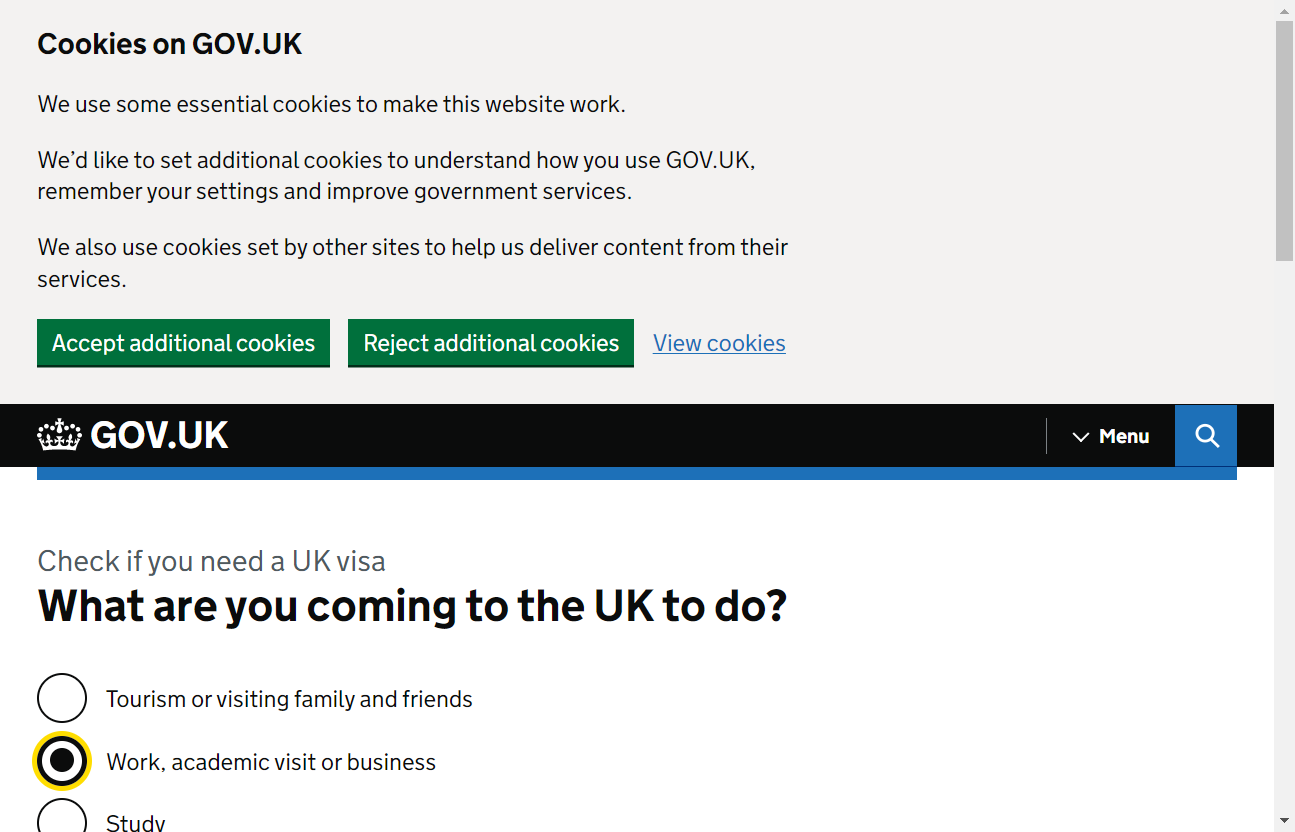 Cookies on GOV.UK
We use some essential cookies to make this website work.
We’d like to set additional cookies to understand how you use GOV.UK,
remember your settings and improve government services.
We also use cookies set by other sites to help us deliver content from their
services.
Accept additional cookies Reject additional cookies View cookies
GOV.UK Menu
Check if you need a UK visa
What are you coming to the UK to do?
Tourism or visiting family and friends
Work, academic visit or business
Study